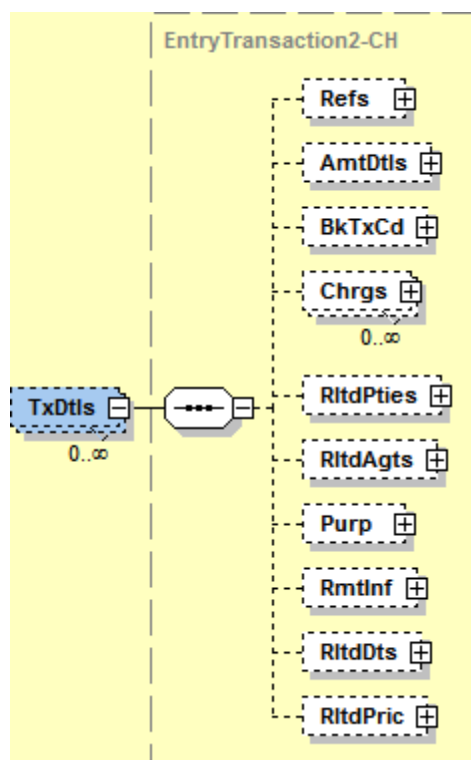 EntryTransaction2-CH
Refs
AmtDtls
BkTxCd
Chrgs
0..∞
TxDtls
0..∞
RltdPties
RltdAgts
Purp
RmtInf
RltdDts
RltdPric